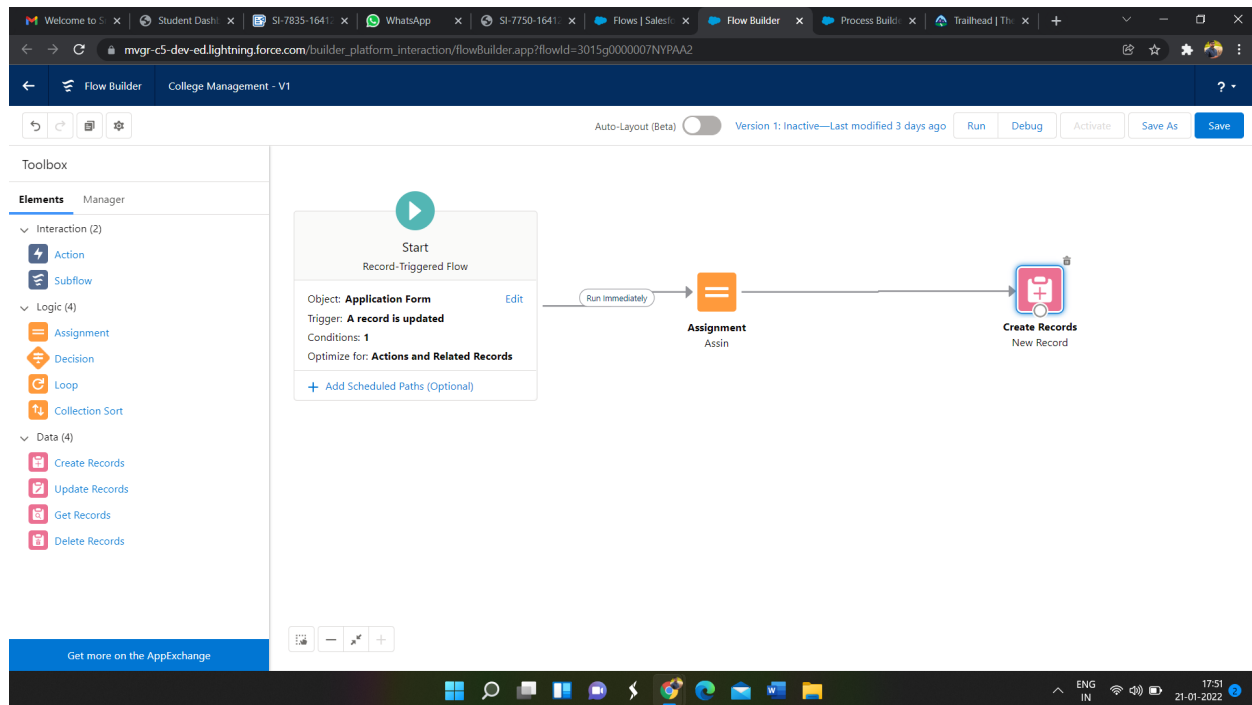 Welcome to S
Student Dashl
SI-7835-1641
WhatsApp
SI-7750-1641
Flows | Salesfo
Flow Builder
Process Builde
Trailhead | The
mvgr-c5-dev-ed.lightning.force.com/builder_platform_interaction/flowBuilder.app?flowId=3015g0000007NYPAA2
Flow Builder
College Management - V1
?
Auto-Layout (Beta)
Version 1: Inactive—Last modified 3 days ago
Run
Debug
Activate
Save As
Save
Toolbox
Elements
Manager
Interaction (2)
Action
Subflow
Logic (4)
Assignment
Decision
Loop
Collection Sort
Data (4)
Create Records
Update Records
Get Records
Delete Records
Get more on the AppExchange
Start
Record-Triggered Flow
Object: Application Form
Edit
Trigger: A record is updated
Conditions: 1
Optimize for: Actions and Related Records
+ Add Scheduled Paths (Optional)
Run Immediately
Assignment
Assin
Create Records
New Record
ENG
IN
17:51
21-01-2022
2